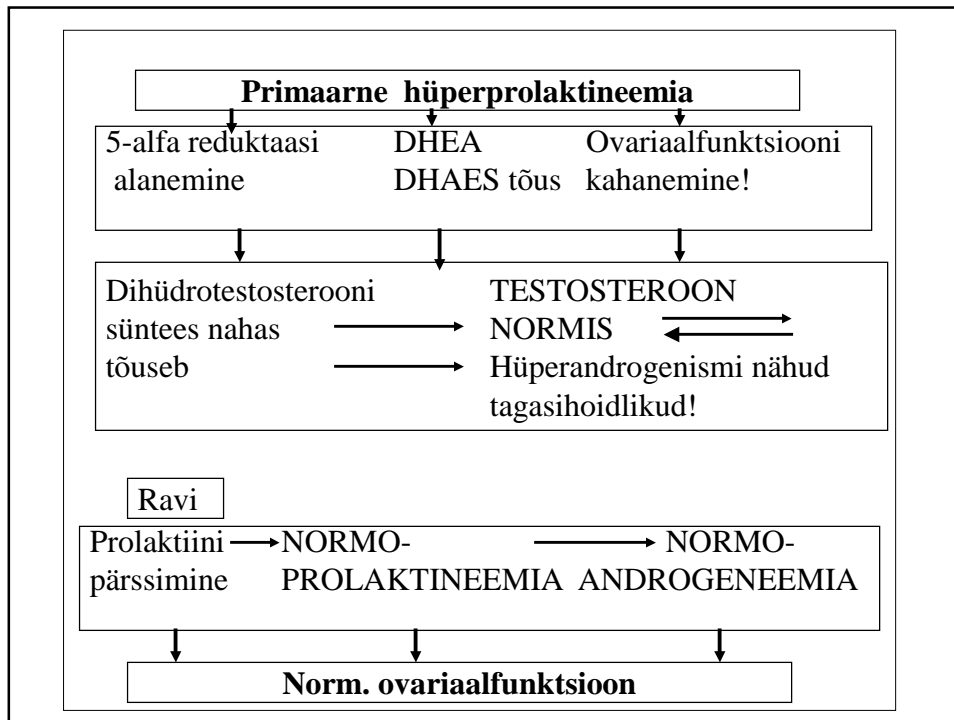 Primaarne hüperprolaktineemia
5-alfa reduktaasi DHEA Ovariaalfunktsiooni
alanemine DHAES tõus kahanemine!
Dihüdrotestosterooni TESTOSTEROON
süntees nahas NORMIS
tõuseb Hüperandrogenismi nähud
tagasihoidlikud!
Ravi
Prolaktiini NORMO- NORMO-
pärssimine PROLAKTINEEMIA ANDROGENEEMIA
Norm. ovariaalfunktsioon